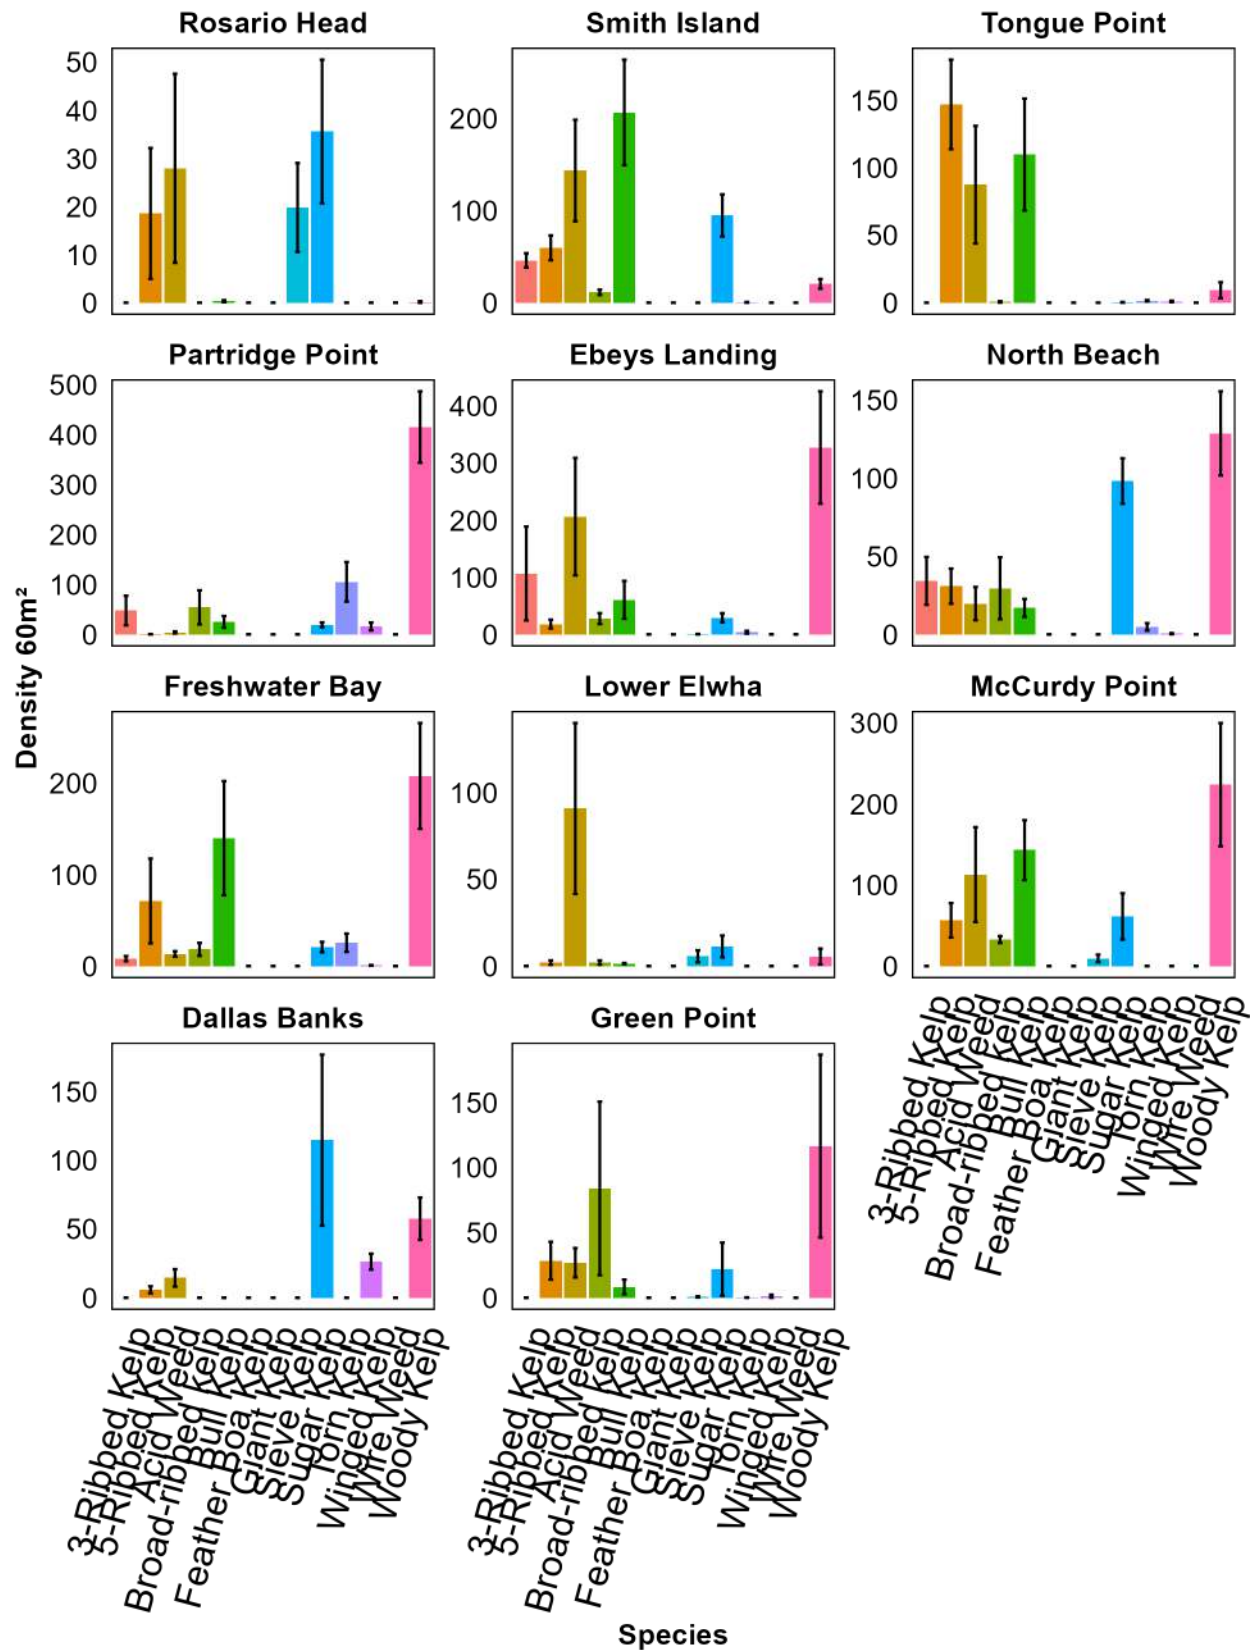 Rosario Head
Smith Island
Tongue Point
50
40
30
20
10
0
200
100
0
150
100
50
0
Partridge Point
Ebeys Landing
North Beach
500
400
300
200
100
0
400
300
200
100
0
150
100
50
0
Density 60m²
Freshwater Bay
Lower Elwha
McCurdy Point
200
100
0
100
50
0
300
200
100
0
3-Ribbed Kelp
5-Ribbed Kelp
Acid Weed
Broad-ribbed Kelp
Bull Kelp
Feather Boa Kelp
Giant Kelp
Sieve Kelp
Sugar Kelp
Torn Kelp
Winged Kelp
Wire Weed
Woody Kelp
Dallas Banks
Green Point
150
100
50
0
150
100
50
0
3-Ribbed Kelp
5-Ribbed Kelp
Acid Weed
Broad-ribbed Kelp
Bull Kelp
Feather Boa Kelp
Giant Kelp
Sieve Kelp
Sugar Kelp
Torn Kelp
Winged Kelp
Wire Weed
Woody Kelp
3-Ribbed Kelp
5-Ribbed Kelp
Acid Weed
Broad-ribbed Kelp
Bull Kelp
Feather Boa Kelp
Giant Kelp
Sieve Kelp
Sugar Kelp
Torn Kelp
Winged Kelp
Wire Weed
Woody Kelp
Species